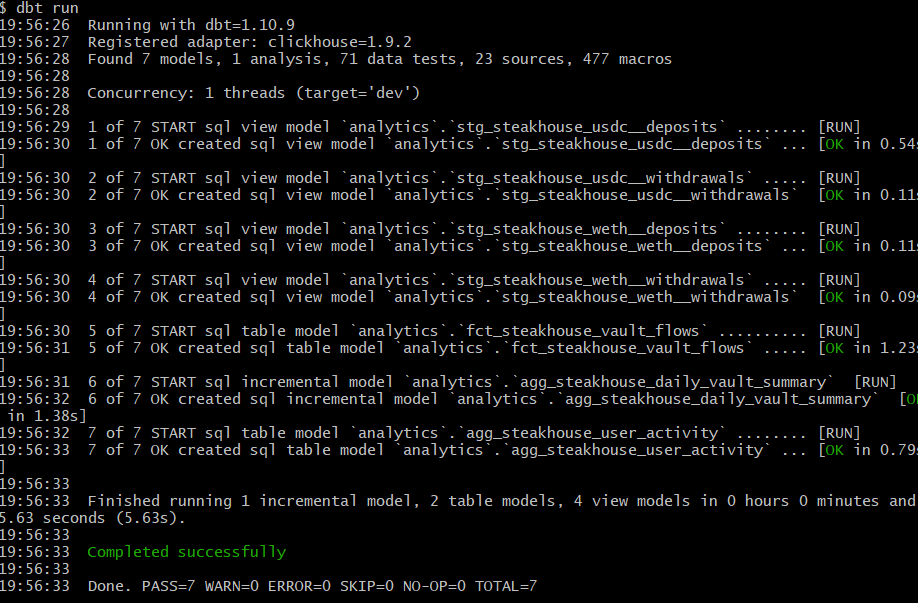 $ dbt run
19:56:26  Running with dbt=1.10.9
19:56:27  Registered adapter: clickhouse=1.9.2
19:56:28  Found 7 models, 1 analysis, 71 data tests, 23 sources, 477 macros
19:56:28
19:56:28  Concurrency: 1 threads (target='dev')
19:56:28
19:56:29  1 of 7 START sql view model `analytics`.`stg_steakhouse_usdc__deposits` ........ [RUN]
19:56:30  1 of 7 OK created sql view model `analytics`.`stg_steakhouse_usdc__deposits` ... [OK in 0.54s
]
19:56:30  2 of 7 START sql view model `analytics`.`stg_steakhouse_usdc__withdrawals` ..... [RUN]
19:56:30  2 of 7 OK created sql view model `analytics`.`stg_steakhouse_usdc__withdrawals`  [OK in 0.11s
]
19:56:30  3 of 7 START sql view model `analytics`.`stg_steakhouse_weth__deposits` ........ [RUN]
19:56:30  3 of 7 OK created sql view model `analytics`.`stg_steakhouse_weth__deposits` ... [OK in 0.11s
]
19:56:30  4 of 7 START sql view model `analytics`.`stg_steakhouse_weth__withdrawals` ..... [RUN]
19:56:30  4 of 7 OK created sql view model `analytics`.`stg_steakhouse_weth__withdrawals`  [OK in 0.09s
]
19:56:30  5 of 7 START sql table model `analytics`.`fct_steakhouse_vault_flows` .......... [RUN]
19:56:31  5 of 7 OK created sql table model `analytics`.`fct_steakhouse_vault_flows` ..... [OK in 1.23s
]
19:56:31  6 of 7 START sql incremental model `analytics`.`agg_steakhouse_daily_vault_summary`  [RUN]
19:56:32  6 of 7 OK created sql incremental model `analytics`.`agg_steakhouse_daily_vault_summary`  [OK
 in 1.38s]
19:56:32  7 of 7 START sql table model `analytics`.`agg_steakhouse_user_activity` ........ [RUN]
19:56:33  7 of 7 OK created sql table model `analytics`.`agg_steakhouse_user_activity` ... [OK in 0.79s
]
19:56:33
19:56:33  Finished running 1 incremental model, 2 table models, 4 view models in 0 hours 0 minutes and
5.63 seconds (5.63s).
19:56:33
19:56:33  Completed successfully
19:56:33
19:56:33  Done. PASS=7 WARN=0 ERROR=0 SKIP=0 NO-OP=0 TOTAL=7